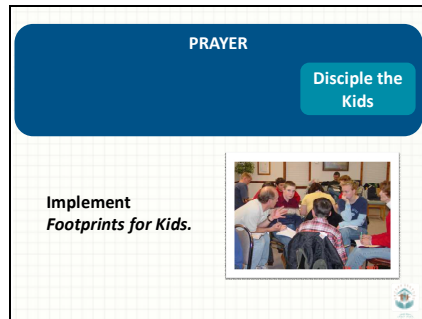 PRAYER
Disciple the
Kids
Implement
Footprints for Kids.